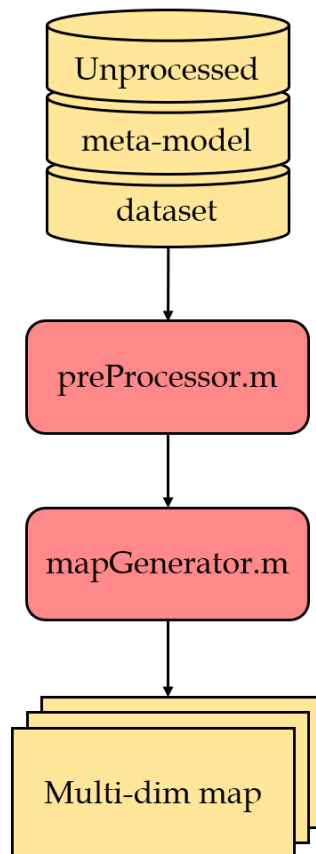 Unprocessed
meta-model
dataset
preProcessor.m
mapGenerator.m
Multi-dim map